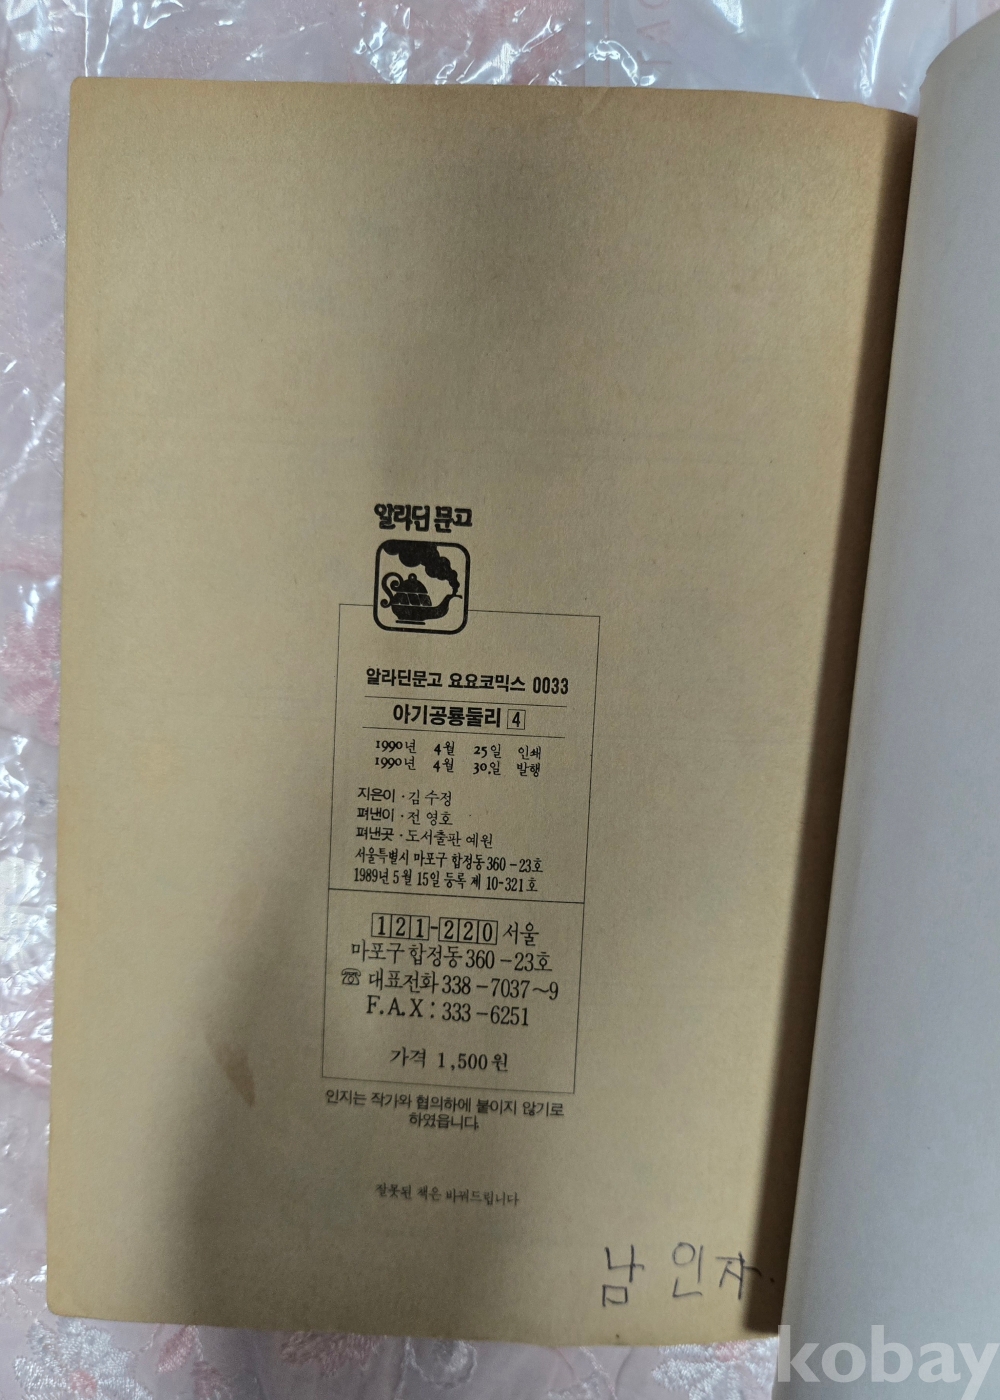 알라딘문고
알라딘문고 요요코믹스 0033
아기공룡둘리 4
1990년 4월 25일 인쇄
1990년 4월 30일 발행
지은이·김수정
펴낸이·전영호
펴낸곳·도서출판 예원
서울특별시 마포구 합정동 360-23호
1989년 5월 15일 등록 제 10-321호
121-220 서울
마포구 합정동 360-23호
☏ 대표전화 338-7037~9
F.A.X : 333-6251
가격 1,500원
인지는 작가와 협의하에 붙이지 않기로
하였읍니다.
잘못된 책은 바꿔드립니다
남 인자.
kobay